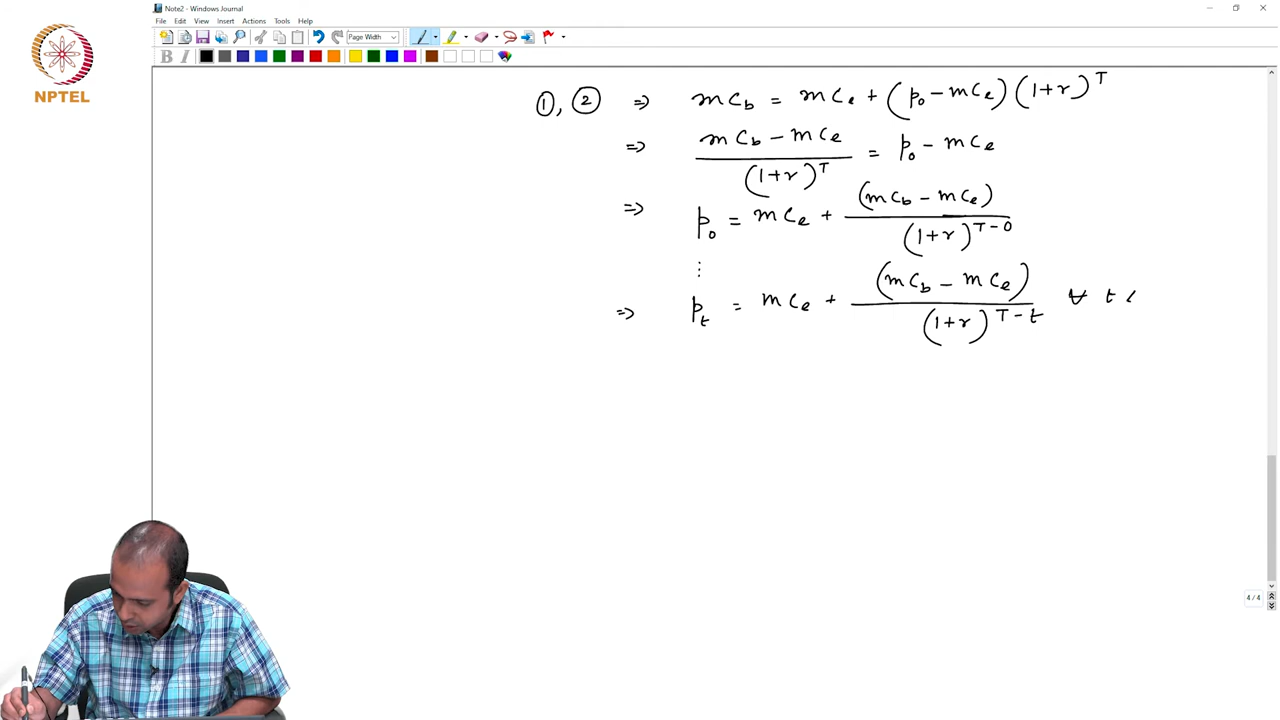 Note2 - Windows Journal
File Edit View Insert Actions Tools Help
Page Width
B I
NPTEL
①, ② ⇒ mC_b = mC_e + (p_0 - mC_e)(1+r)^T
⇒ (mC_b - mC_e) / (1+r)^T = p_0 - mC_e
⇒ p_0 = mC_e + (mC_b - mC_e) / (1+r)^{T-0}
⋮
⇒ p_t = mC_e + (mC_b - mC_e) / (1+r)^{T-t} ∀ t <
4 / 4